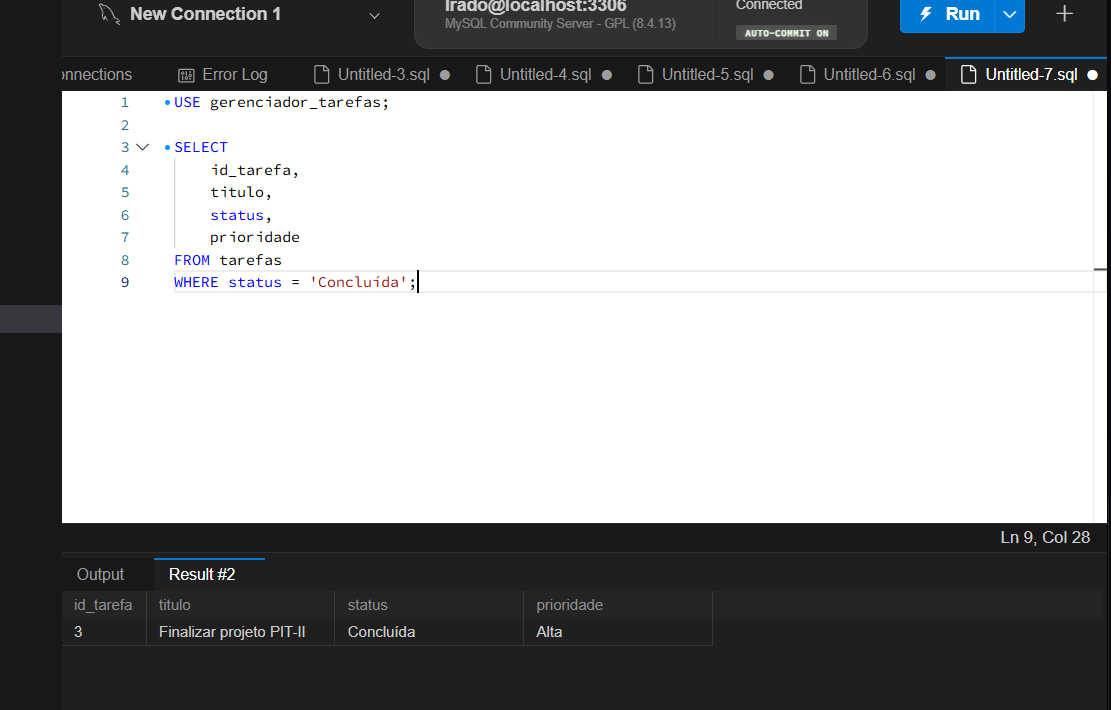 New Connection 1
@localhost:3306
MySQL Community Server - GPL (8.4.13)
Connected
AUTO-COMMIT ON
Run
onnections
Error Log
Untitled-3.sql
Untitled-4.sql
Untitled-5.sql
Untitled-6.sql
Untitled-7.sql
1 USE gerenciador_tarefas;
2
3 SELECT
4 id_tarefa,
5 titulo,
6 status,
7 prioridade
8 FROM tarefas
9 WHERE status = 'Concluída';
Ln 9, Col 28
Output
Result #2
id_tarefa titulo status prioridade
3 Finalizar projeto PIT-II Concluída Alta